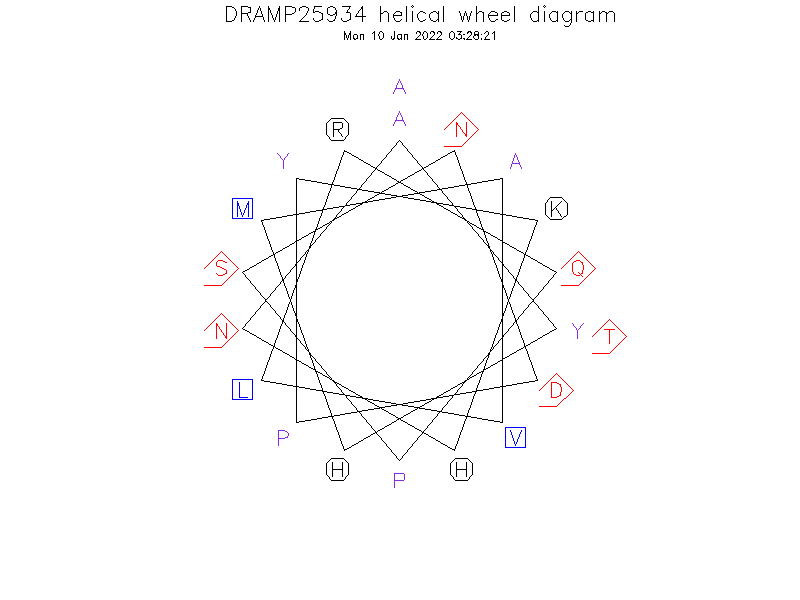 DRAMP25934 helical wheel diagram
Mon 10 Jan 2022 03:28:21
A
R A N
Y A
M K
S Q
N Y T
L D
P V
H P H